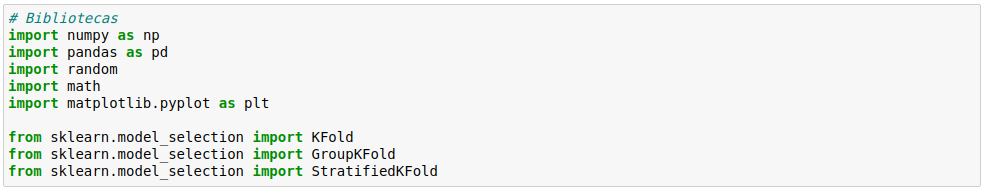 # Bibliotecas
import numpy as np
import pandas as pd
import random
import math
import matplotlib.pyplot as plt
from sklearn.model_selection import KFold
from sklearn.model_selection import GroupKFold
from sklearn.model_selection import StratifiedKFold